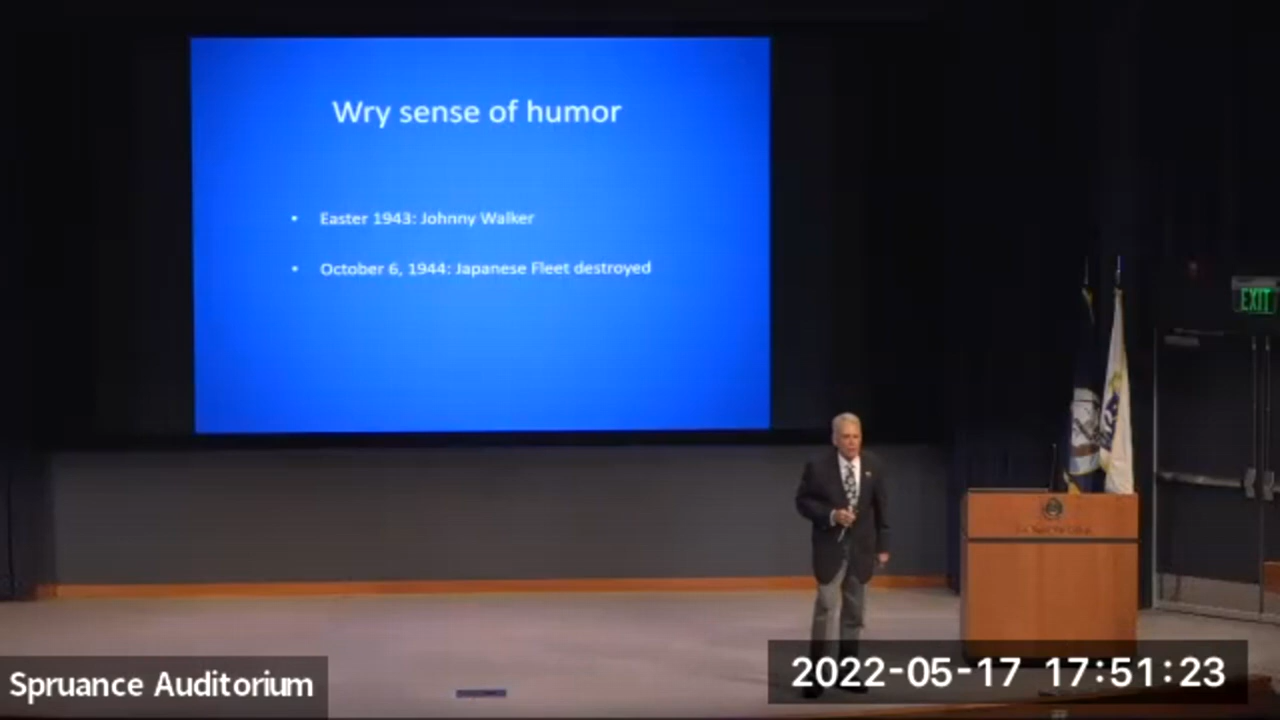 Wry sense of humor
• Easter 1943: Johnny Walker
• October 6, 1944: Japanese Fleet destroyed
EXIT
Spruance Auditorium
2022-05-17 17:51:23